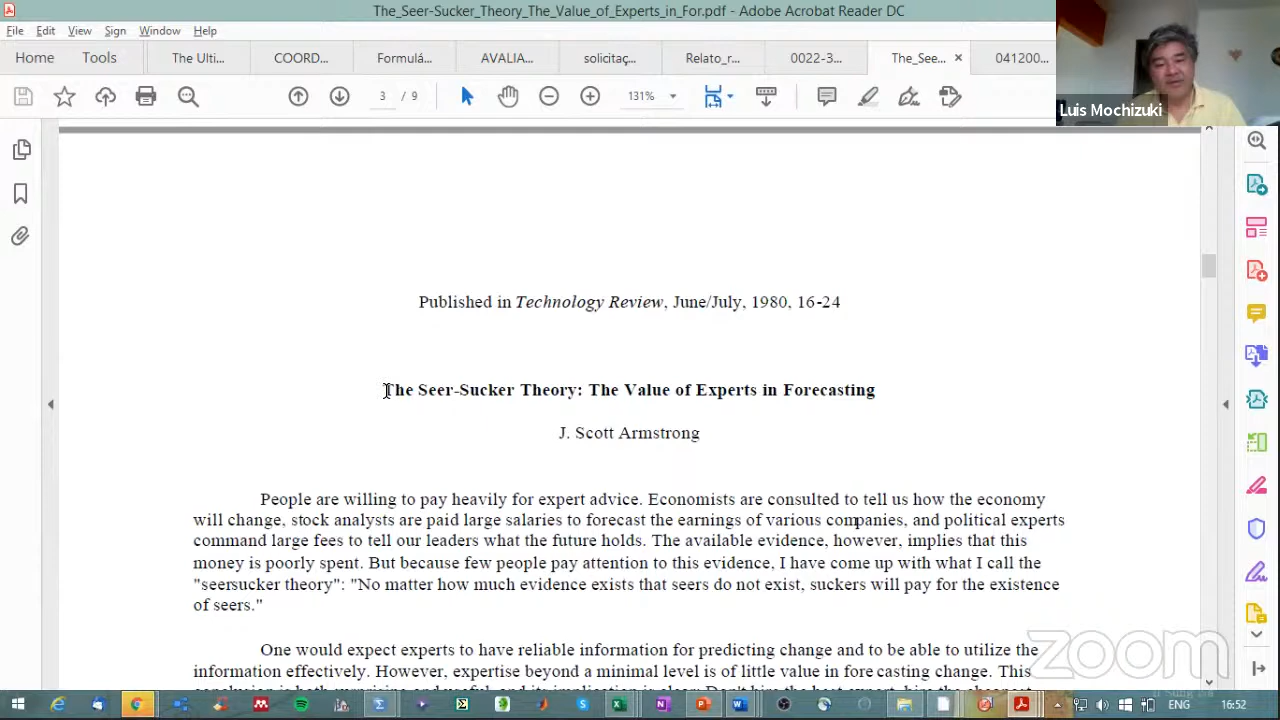 The_Seer-Sucker_Theory_The_Value_of_Experts_in_For.pdf - Adobe Acrobat Reader DC
File Edit View Sign Window Help
Home Tools The Ulti... COORD... Formulá... AVALIA... solicitaç... Relato_r... 0022-3... The_See... 041200...
3 / 9 131%
Luis Mochizuki
Published in Technology Review, June/July, 1980, 16-24
The Seer-Sucker Theory: The Value of Experts in Forecasting
J. Scott Armstrong
People are willing to pay heavily for expert advice. Economists are consulted to tell us how the economy
will change, stock analysts are paid large salaries to forecast the earnings of various companies, and political experts
command large fees to tell our leaders what the future holds. The available evidence, however, implies that this
money is poorly spent. But because few people pay attention to this evidence, I have come up with what I call the
"seersucker theory": "No matter how much evidence exists that seers do not exist, suckers will pay for the existence
of seers."
One would expect experts to have reliable information for predicting change and to be able to utilize the
information effectively. However, expertise beyond a minimal level is of little value in fore casting change. This
zoom
ENG 16:52